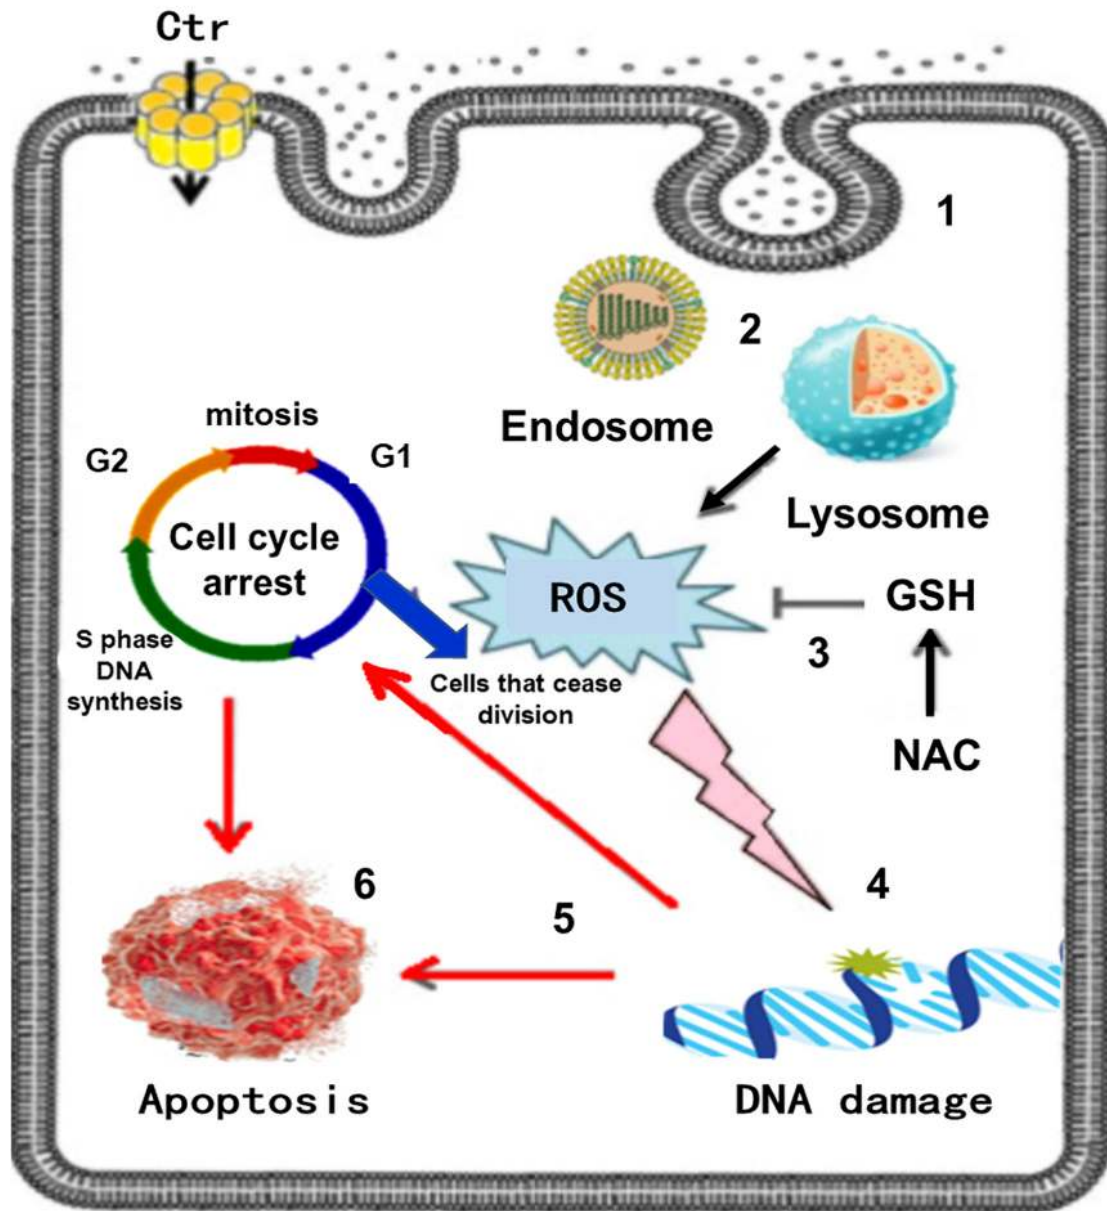 Ctr
1
2
Endosome
Lysosome
mitosis
G2
G1
Cell cycle
arrest
S phase
DNA
synthesis
ROS
GSH
3
Cells that cease
division
NAC
4
5
6
Apoptosis
DNA damage